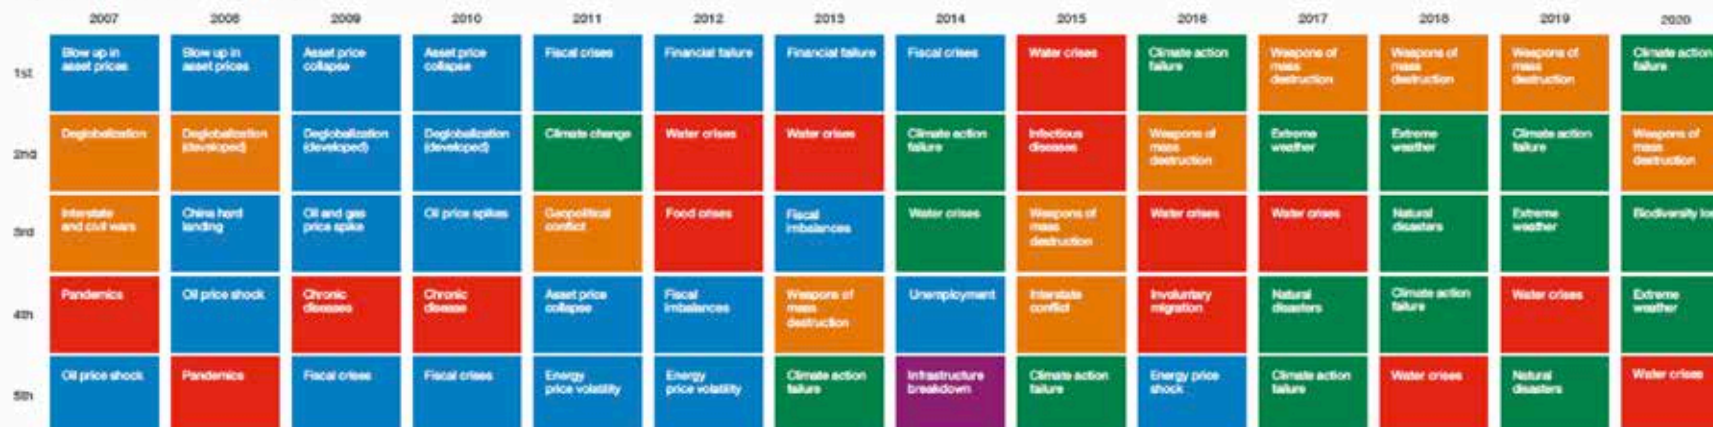 2007 2008 2009 2010 2011 2012 2013 2014 2015 2016 2017 2018 2019 2020
1st
Blow up in
asset prices
Blow up in
asset prices
Asset price
collapse
Asset price
collapse
Fiscal crises
Financial failure
Financial failure
Fiscal crises
Water crises
Climate action
failure
Weapons of
mass
destruction
Weapons of
mass
destruction
Weapons of
mass
destruction
Climate action
failure
2nd
Deglobalization
Deglobalization
(developed)
Deglobalization
(developed)
Deglobalization
(developed)
Climate change
Water crises
Water crises
Climate action
failure
Infectious
diseases
Weapons of
mass
destruction
Extreme
weather
Extreme
weather
Climate action
failure
Weapons of
mass
destruction
3rd
Interstate
and civil wars
China hard
landing
Oil and gas
price spike
Oil price spikes
Geopolitical
conflict
Food crises
Fiscal
imbalances
Water crises
Weapons of
mass
destruction
Water crises
Water crises
Natural
disasters
Extreme
weather
Biodiversity lo
4th
Pandemics
Oil price shock
Chronic
diseases
Chronic
disease
Asset price
collapse
Fiscal
imbalances
Weapons of
mass
destruction
Unemployment
Interstate
conflict
Involuntary
migration
Natural
disasters
Climate action
failure
Water crises
Extreme
weather
5th
Oil price shock
Pandemics
Fiscal crises
Fiscal crises
Energy
price volatility
Energy
price volatility
Climate action
failure
Infrastructure
breakdown
Climate action
failure
Energy price
shock
Climate action
failure
Water crises
Natural
disasters
Water crises